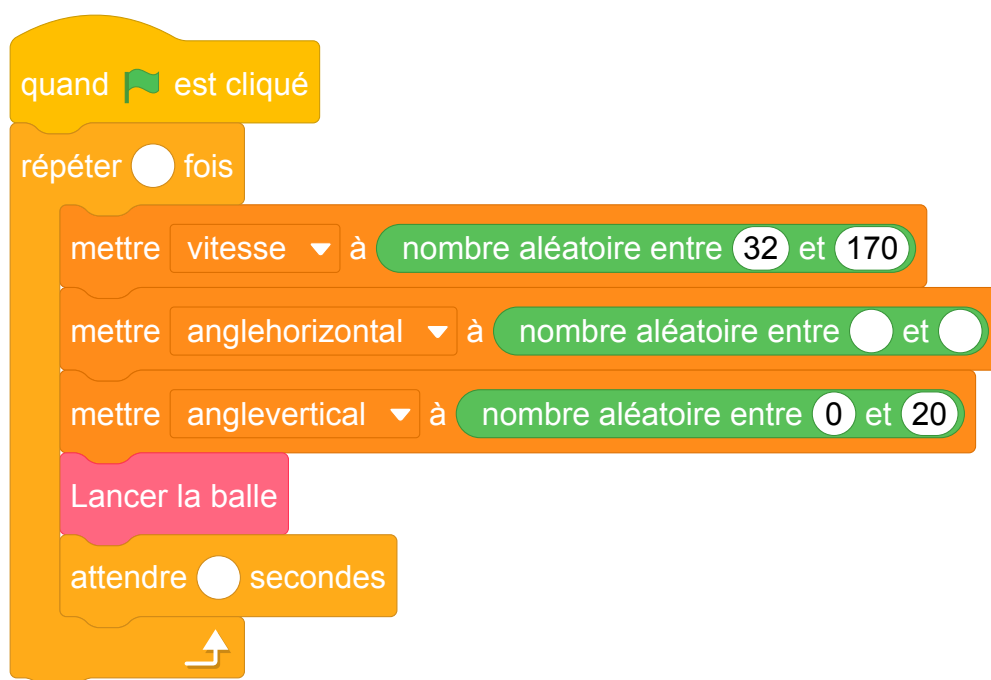 quand est cliqué
répéter fois
mettre vitesse à nombre aléatoire entre 32 et 170
mettre anglehorizontal à nombre aléatoire entre et
mettre anglevertical à nombre aléatoire entre 0 et 20
Lancer la balle
attendre secondes